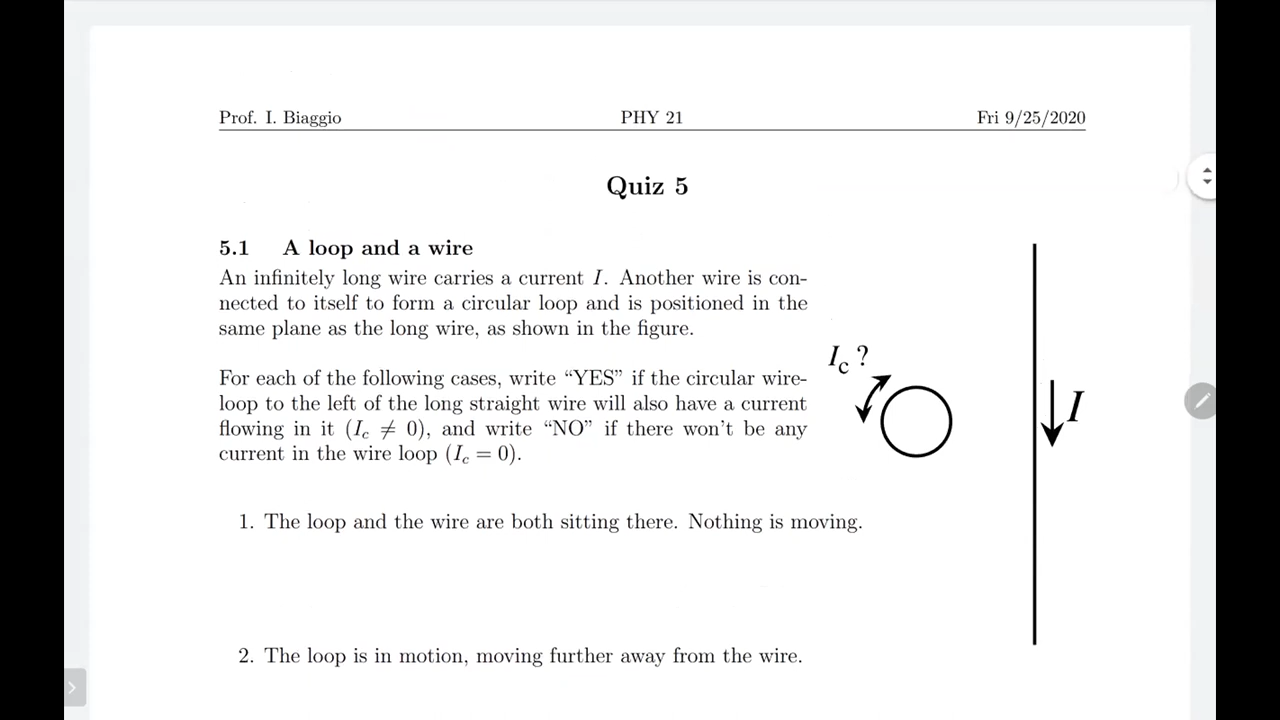 Prof. I. Biaggio PHY 21 Fri 9/25/2020
Quiz 5
5.1 A loop and a wire
An infinitely long wire carries a current I. Another wire is con-
nected to itself to form a circular loop and is positioned in the
same plane as the long wire, as shown in the figure.
For each of the following cases, write “YES” if the circular wire-
loop to the left of the long straight wire will also have a current
flowing in it (I_c ≠ 0), and write “NO” if there won’t be any
current in the wire loop (I_c = 0).
I_c ?
I
1. The loop and the wire are both sitting there. Nothing is moving.
2. The loop is in motion, moving further away from the wire.